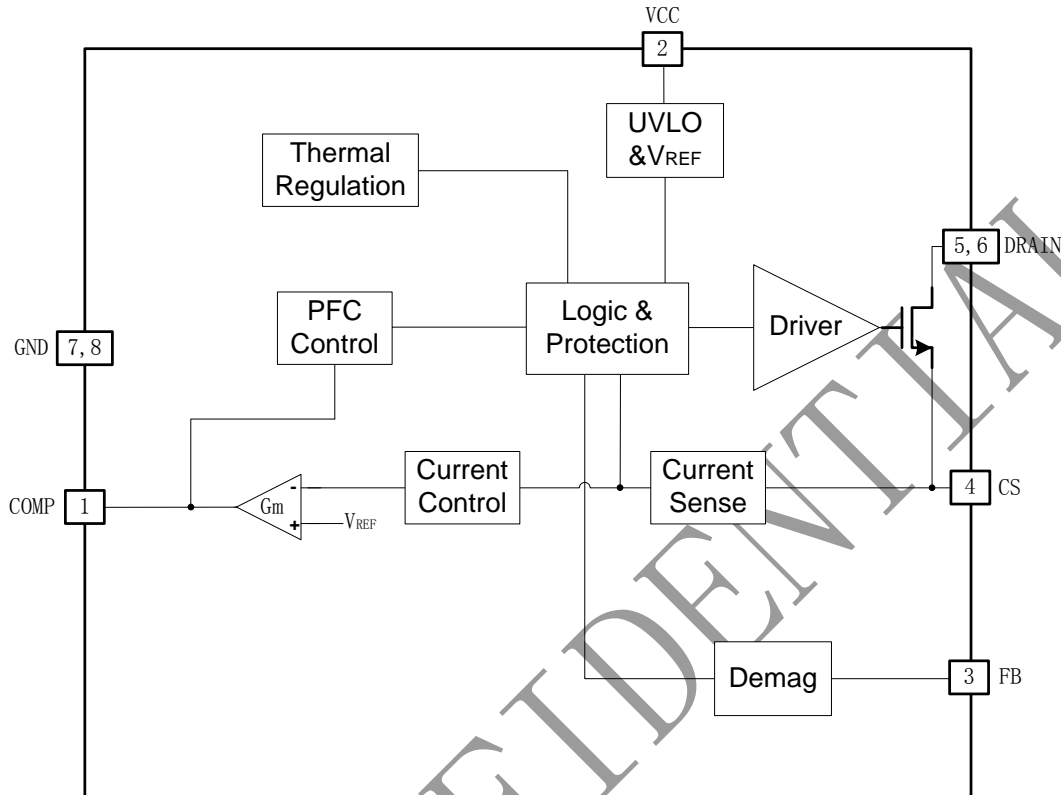 VCC
2
UVLO
&VREF
Thermal
Regulation
5,6 DRAIN
PFC
Control
Logic &
Protection
Driver
GND 7,8
Current
Control
Current
Sense
4 CS
COMP 1
-
Gm
+
VREF
Demag
3 FB
FIDENTIAL